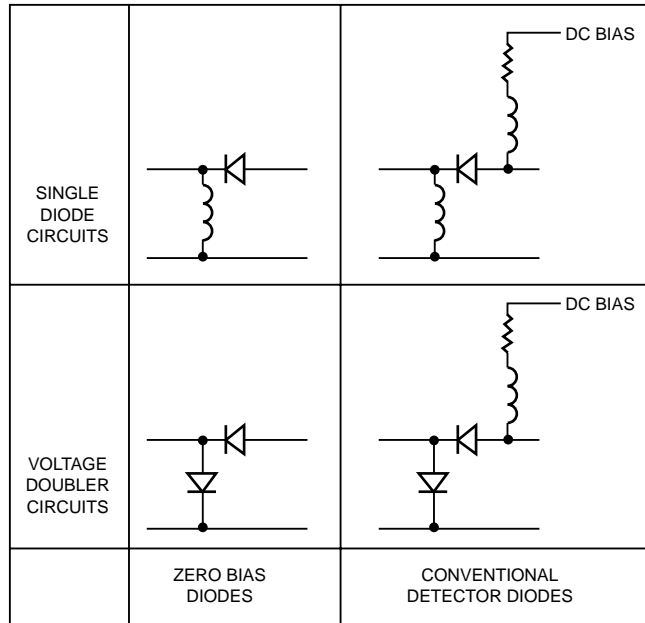 DC BIAS
SINGLE
DIODE
CIRCUITS
DC BIAS
VOLTAGE
DOUBLER
CIRCUITS
ZERO BIAS
DIODES
CONVENTIONAL
DETECTOR DIODES